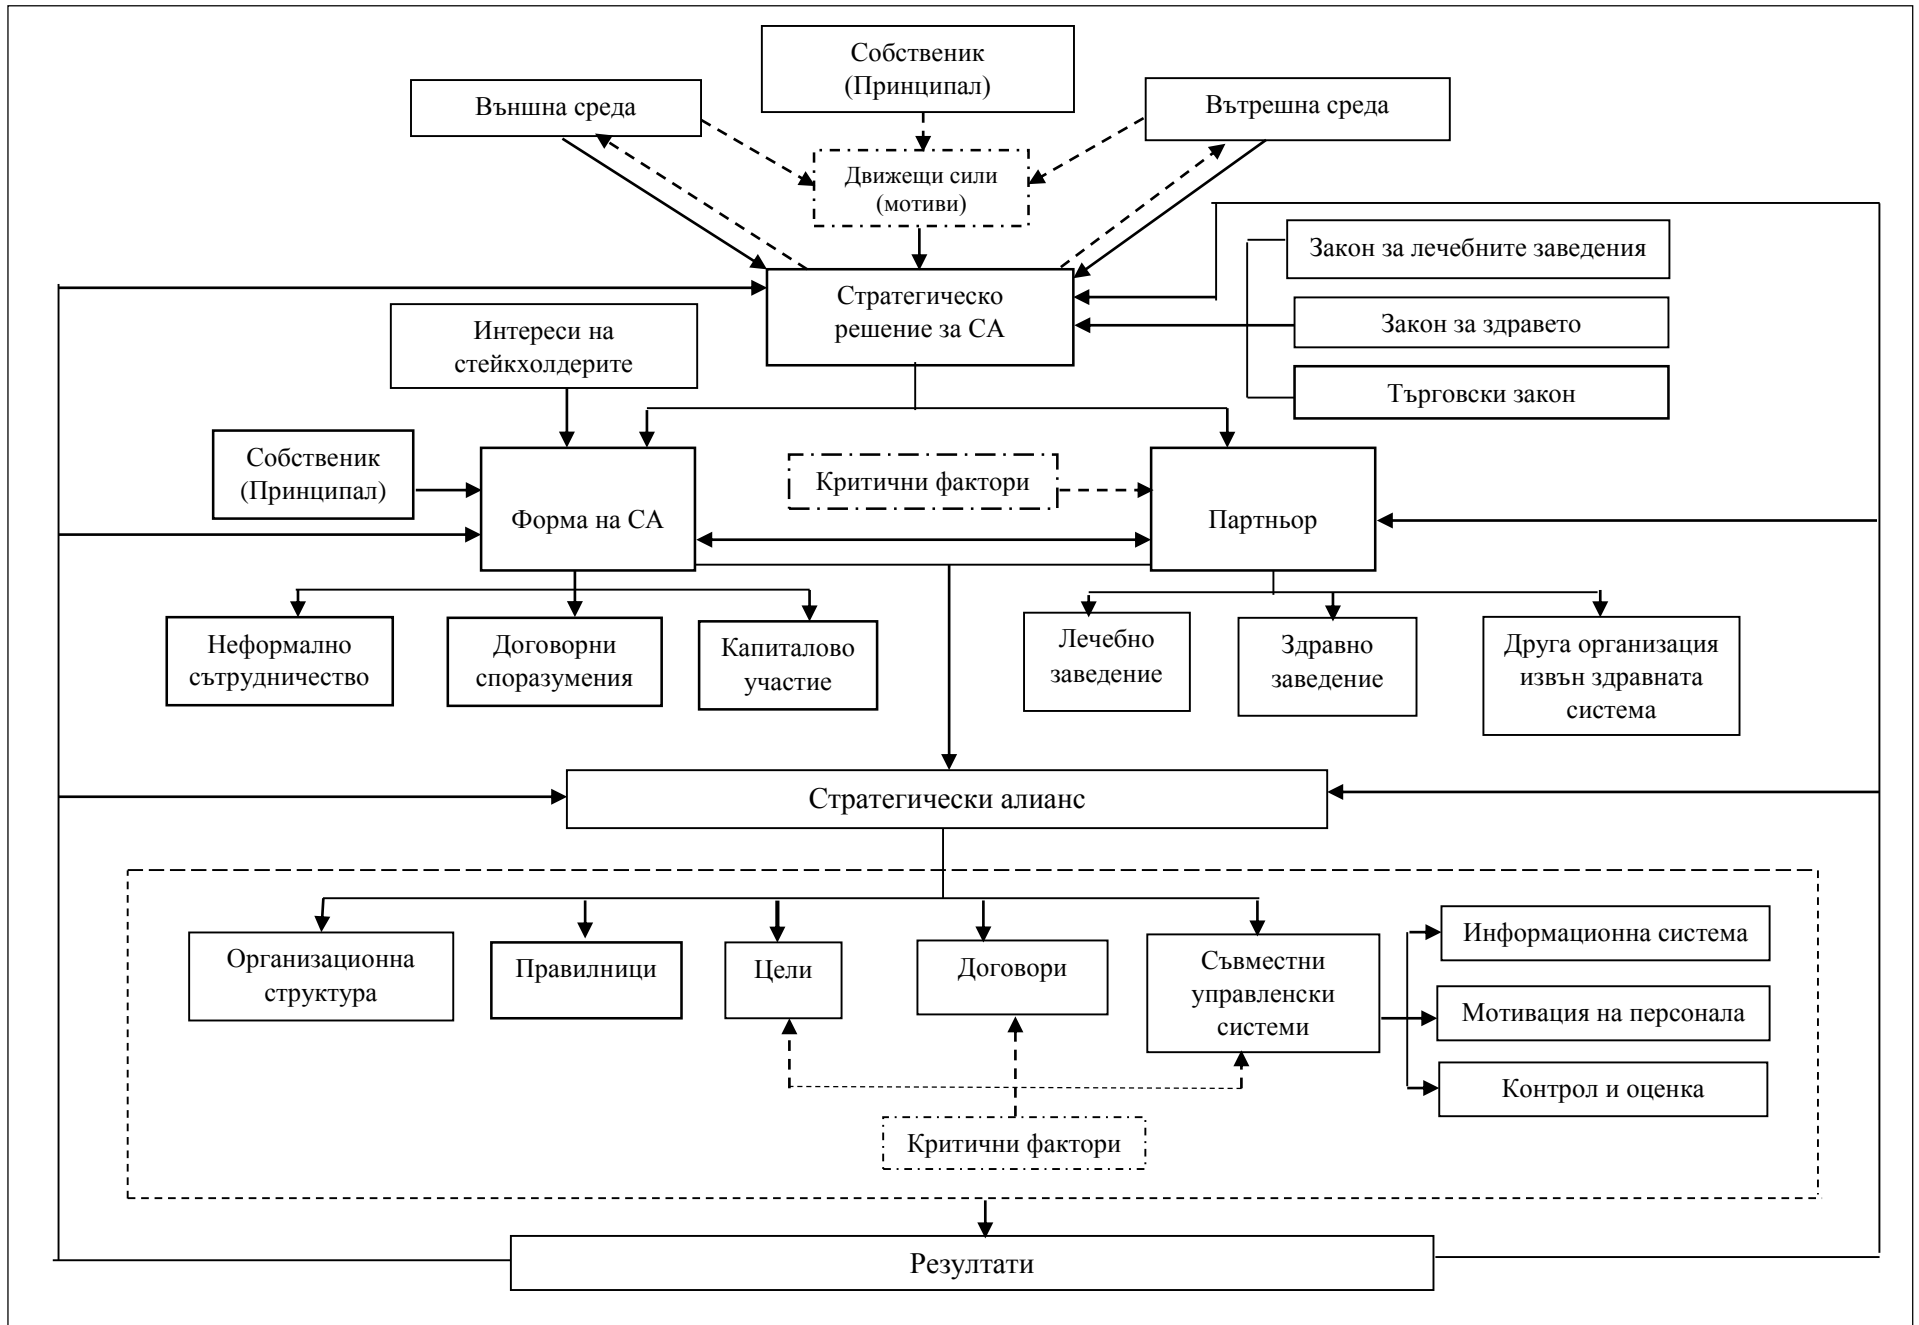 Собственик
(Принципал)
Външна среда
Вътрешна среда
Движещи сили
(мотиви)
Закон за лечебните заведения
Стратегическо
решение за СА
Закон за здравето
Интереси на
стейкхолдерите
Търговски закон
Собственик
(Принципал)
Форма на СА
Критични фактори
Партньор
Неформално
сътрудничество
Договорни
споразумения
Капиталово
участие
Лечебно
заведение
Здравно
заведение
Друга организация
извън здравната
система
Стратегически алианс
Организационна
структура
Правилници
Цели
Договори
Съвместни
управленски
системи
Информационна система
Мотивация на персонала
Контрол и оценка
Критични фактори
Резултати